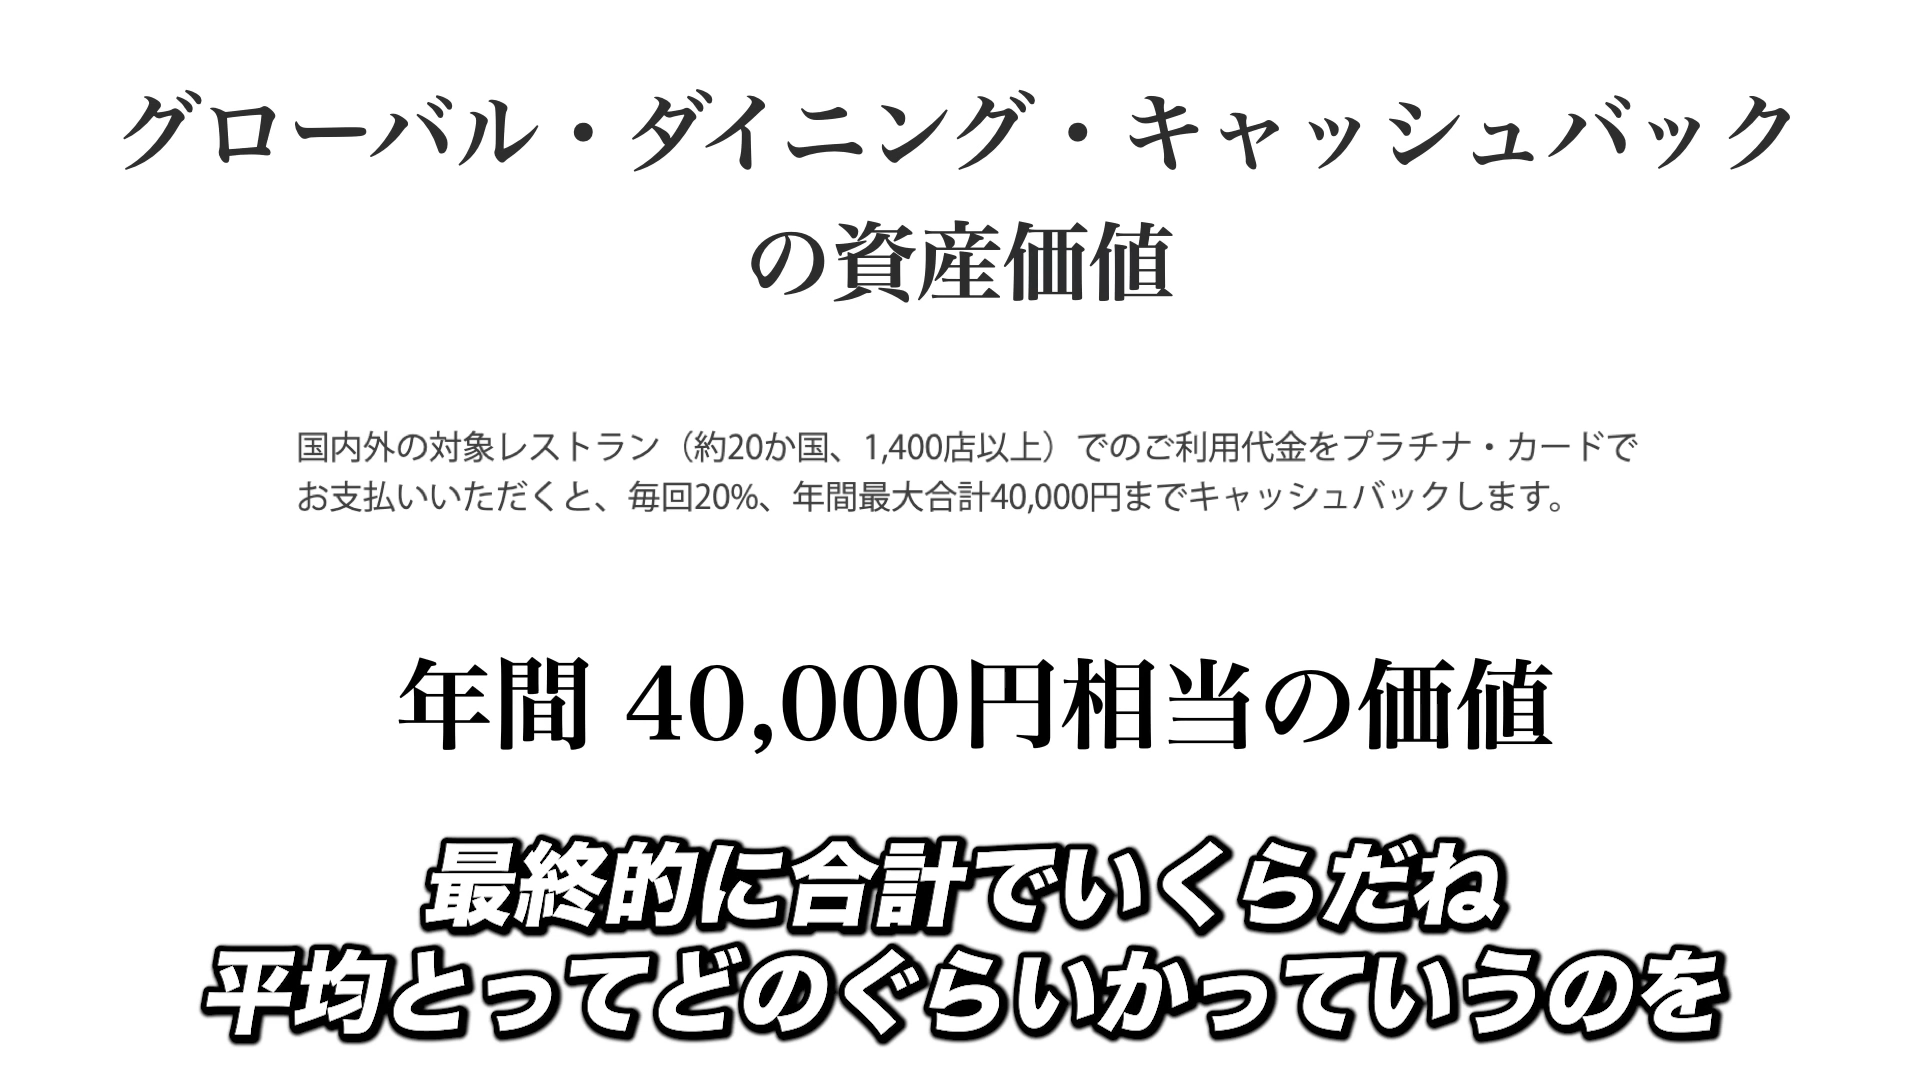 グローバル・ダイニング・キャッシュバック
の資産価値
国内外の対象レストラン（約20か国、1,400店以上）でのご利用代金をプラチナ・カードで
お支払いいただくと、毎回20%、年間最大合計40,000円までキャッシュバックします。
年間 40,000円相当の価値
最終的に合計でいくらだね
平均とってどのぐらいかっていうのを